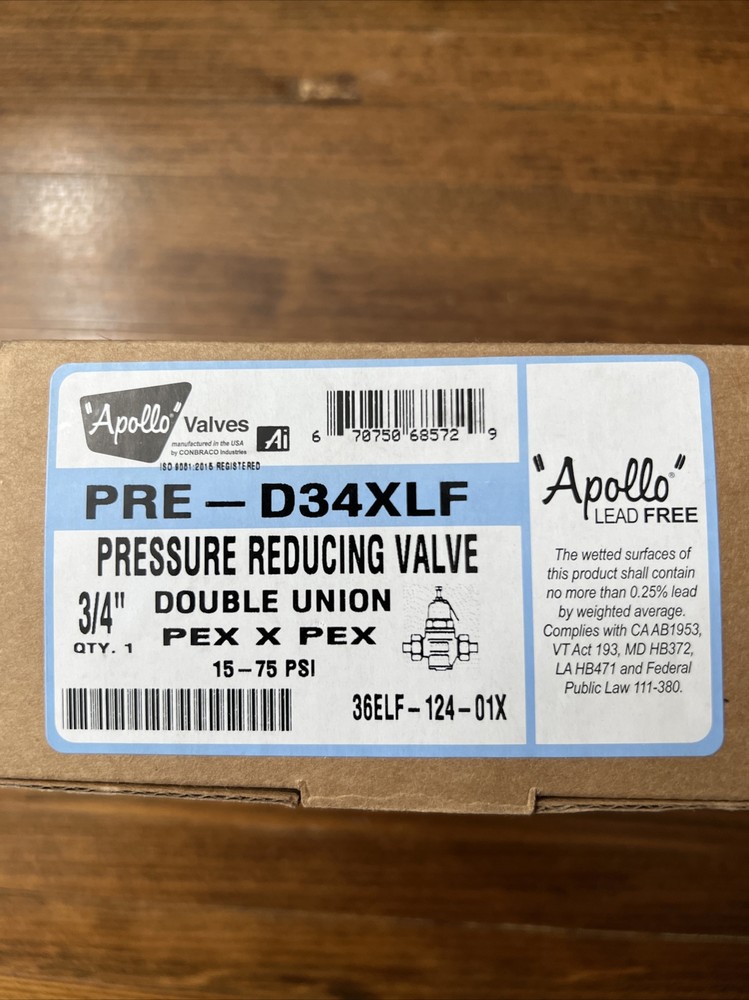 "Apollo" Valves
manufactured in the USA
by CONBRACO Industries
Ai
ISO 9001:2015 REGISTERED
6 70750 68572 9
PRE – D34XLF
PRESSURE REDUCING VALVE
3/4"
QTY. 1
DOUBLE UNION
PEX X PEX
15–75 PSI
36ELF–124–01X
"Apollo"®
LEAD FREE
The wetted surfaces of
this product shall contain
no more than 0.25% lead
by weighted average.
Complies with CA AB1953,
VT Act 193, MD HB372,
LA HB471 and Federal
Public Law 111-380.